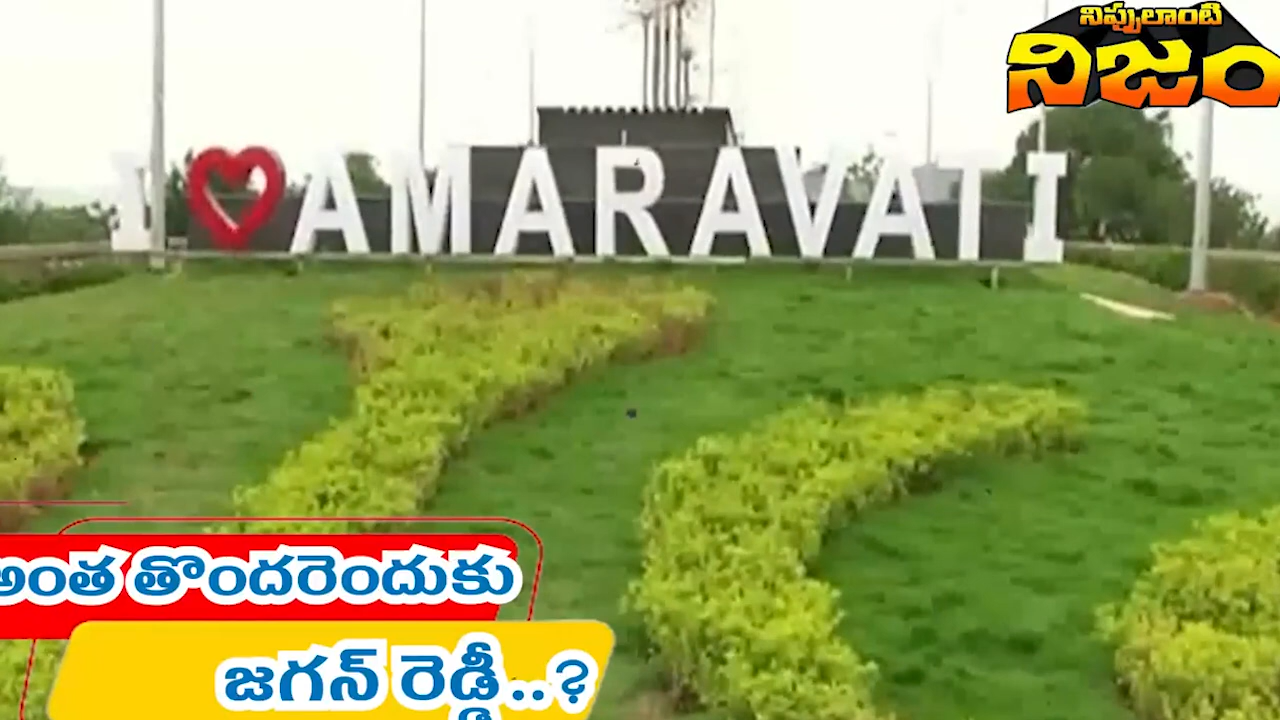 నిప్పులాంటి
నిజం
I AMARAVATI
అంత తొందరెందుకు
జగన్ రెడ్డీ..?